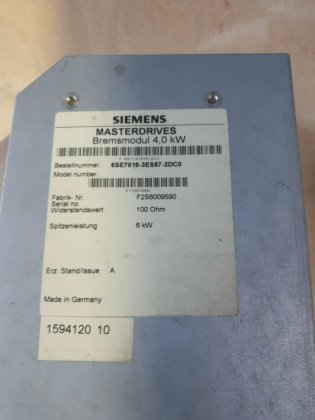 SIEMENS
MASTERDRIVES
Bremsmodul 4,0 kW
Bestellnummer: 6SE7016-3ES87-2DC0
Model number:
Fabrik- Nr. F2S6009590
Serial no
Widerstandswert 100 Ohm
Spitzenleistung 6 kW
Erz. Stand/Issue A
Made in Germany
1594120 10